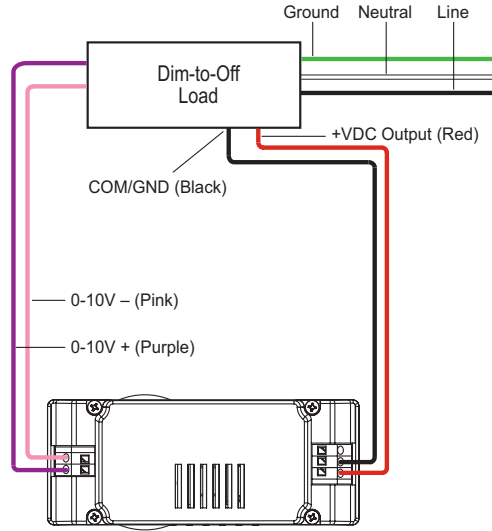 Ground Neutral Line
Dim-to-Off
Load
+VDC Output (Red)
COM/GND (Black)
0-10V – (Pink)
0-10V + (Purple)